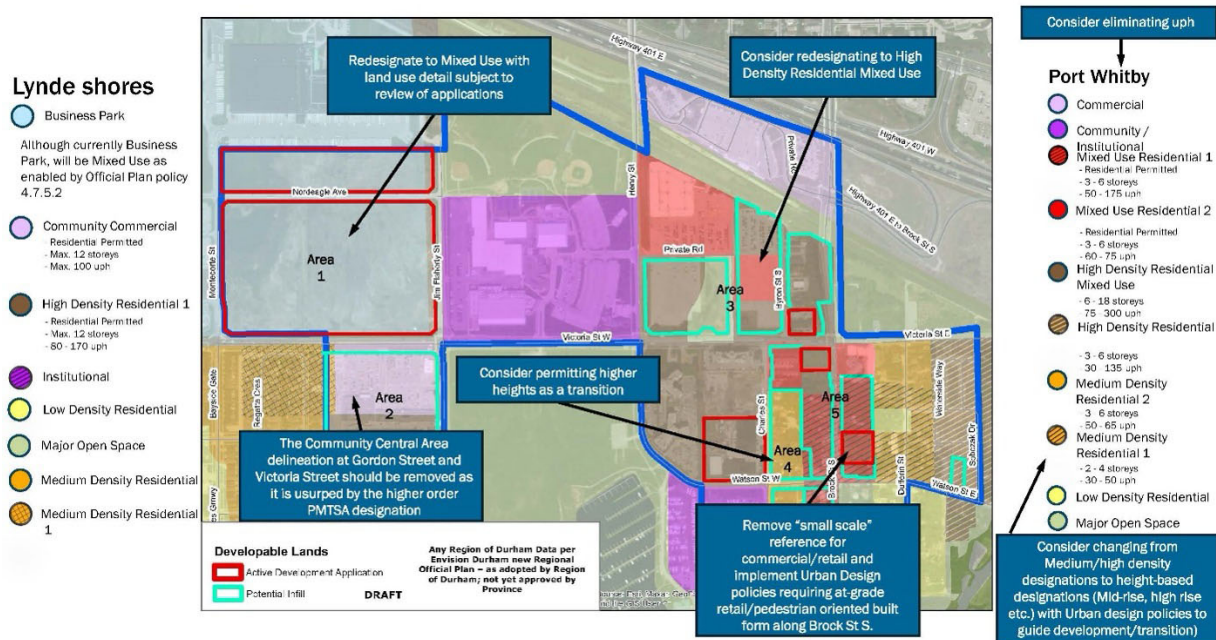 Lynde shores
Business Park
Although currently Business
Park, will be Mixed Use as
enabled by Official Plan policy
4.7.5.2
Community Commercial
- Residential Permitted
- Max. 12 storeys
- Max. 100 uph
High Density Residential 1
- Residential Permitted
- Max. 12 storeys
- 80 - 170 uph
Institutional
Low Density Residential
Major Open Space
Medium Density Residential
Medium Density Residential
1
Redesignate to Mixed Use with
land use detail subject to
review of applications
Consider redesignating to High
Density Residential Mixed Use
Highway 401 E
Highway 401 W
Highway 401 E to Brock St S
Henry St
Nordeagle Ave
Montecorte St
Jim Flaherty St
Area
1
Private Rd
Area
3
Byron St S
Victoria St W
Victoria St E
Bayside Gate
Regatta Cres
Area
2
Consider permitting higher
heights as a transition
Charles St
Area
4
Area
5
Brock St S
Dufferin St
Waterside Way
Subczak Dr
Watson St W
Watson St E
The Community Central Area
delineation at Gordon Street and
Victoria Street should be removed as
it is usurped by the higher order
PMTSA designation
Remove "small scale"
reference for
commercial/retail and
implement Urban Design
policies requiring at-grade
retail/pedestrian oriented built
form along Brock St S.
Developable Lands
Active Development Application
Potential Infill
DRAFT
Any Region of Durham Data per
Envision Durham new Regional
Official Plan – as adopted by Region
of Durham; not yet approved by
Province
Consider eliminating uph
Port Whitby
Commercial
Community /
Institutional
Mixed Use Residential 1
- Residential Permitted
- 3 - 6 storeys
- 50 - 175 uph
Mixed Use Residential 2
- Residential Permitted
- 3 - 6 storeys
- 60 - 75 uph
High Density Residential
Mixed Use
- 6 - 18 storeys
- 75 - 300 uph
High Density Residential
- 3 - 6 storeys
- 30 - 135 uph
Medium Density
Residential 2
- 3 - 6 storeys
- 50 - 65 uph
Medium Density
Residential 1
- 2 - 4 storeys
- 30 - 50 uph
Low Density Residential
Major Open Space
Consider changing from
Medium/high density
designations to height-based
designations (Mid-rise, high rise
etc.) with Urban design policies to
guide development/transition)